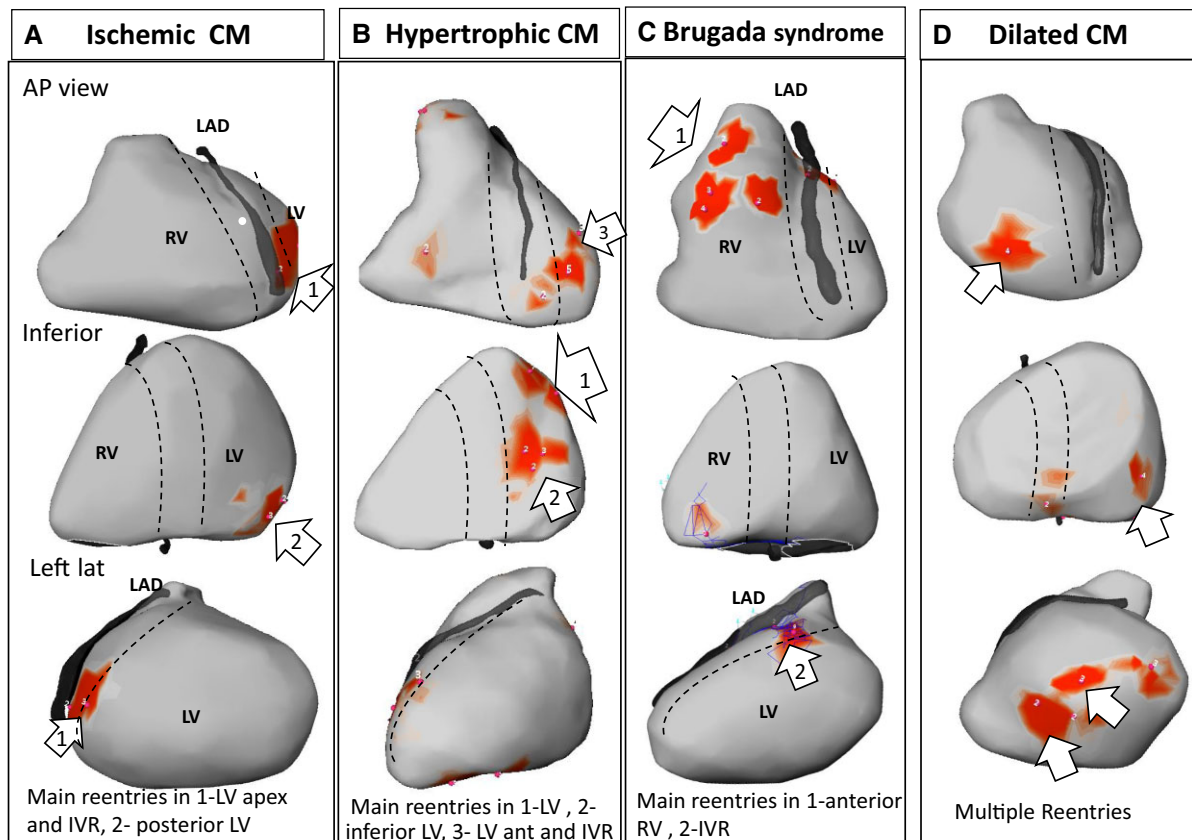 A Ischemic CM
AP view
LAD
RV
LV
1
Inferior
RV
LV
2
Left lat
LAD
LV
1
Main reentries in 1-LV apex
and IVR, 2- posterior LV
B Hypertrophic CM
3
1
2
Main reentries in 1-LV , 2-
inferior LV, 3- LV ant and IVR
C Brugada syndrome
LAD
1
RV
LV
RV
LV
LAD
2
LV
Main reentries in 1-anterior
RV , 2-IVR
D Dilated CM
Multiple Reentries